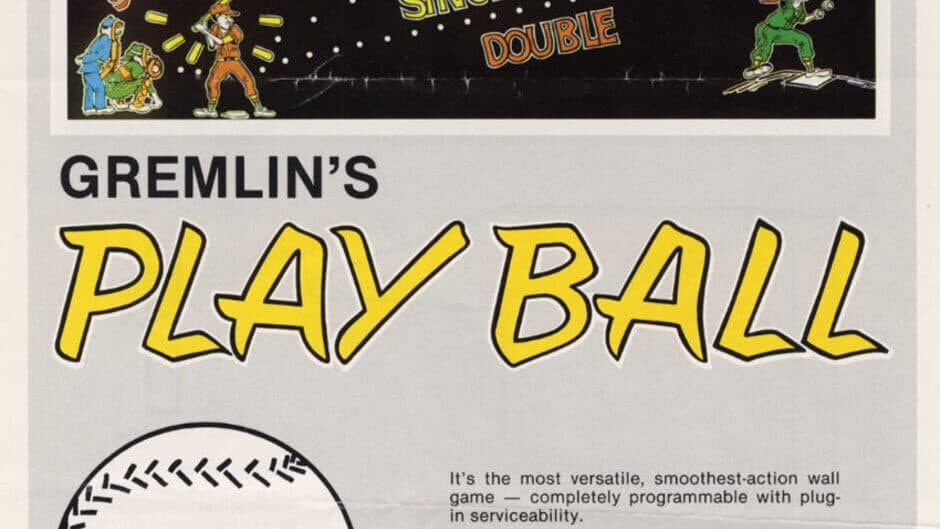 DOUBLE
GREMLIN'S
PLAY BALL
It's the most versatile, smoothest-action wall
game — completely programmable with plug-
in serviceability.